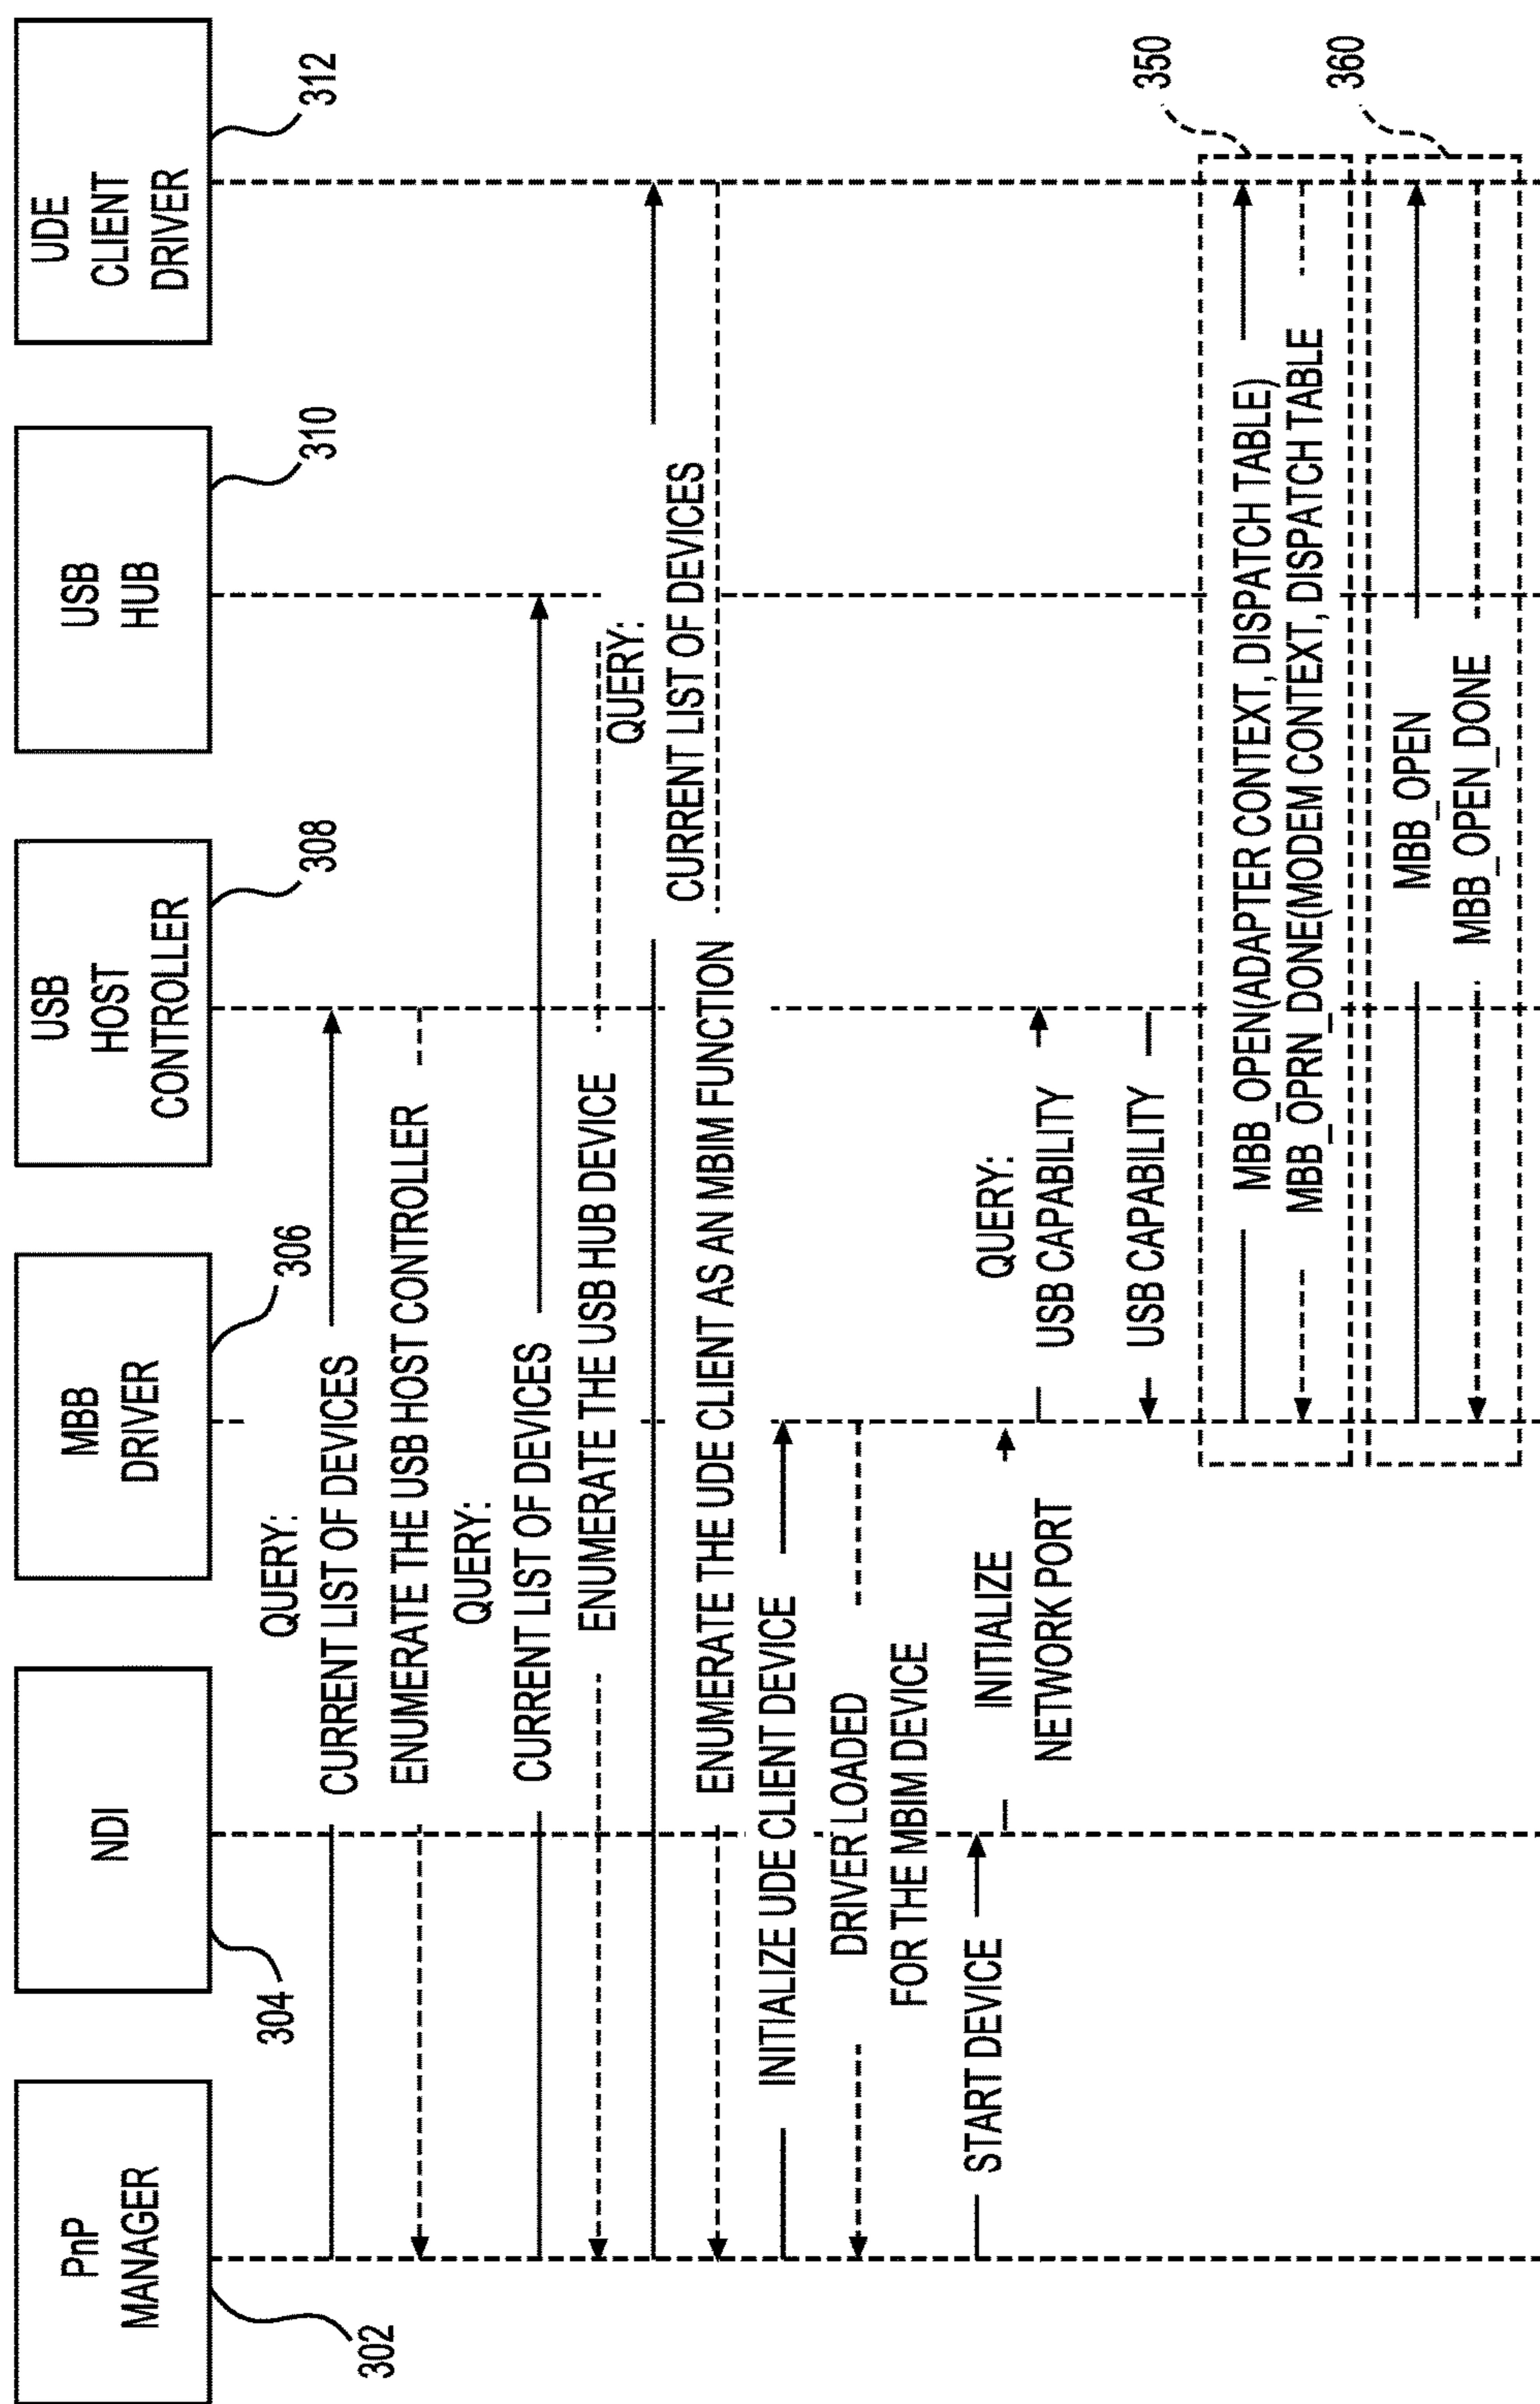 PnP
MANAGER
302
NDI
304
MBB
DRIVER
306
USB
HOST
CONTROLLER
308
USB
HUB
310
UDE
CLIENT
DRIVER
312
QUERY:
CURRENT LIST OF DEVICES
ENUMERATE THE USB HOST CONTROLLER
QUERY:
CURRENT LIST OF DEVICES
ENUMERATE THE USB HUB DEVICE
QUERY:
CURRENT LIST OF DEVICES
ENUMERATE THE UDE CLIENT AS AN MBIM FUNCTION
INITIALIZE UDE CLIENT DEVICE
DRIVER LOADED
FOR THE MBIM DEVICE
START DEVICE
INITIALIZE
NETWORK PORT
QUERY:
USB CAPABILITY
USB CAPABILITY
350
MBB_OPEN(ADAPTER CONTEXT, DISPATCH TABLE)
MBB_OPRN_DONE(MODEM CONTEXT, DISPATCH TABLE
360
MBB_OPEN
MBB_OPEN_DONE